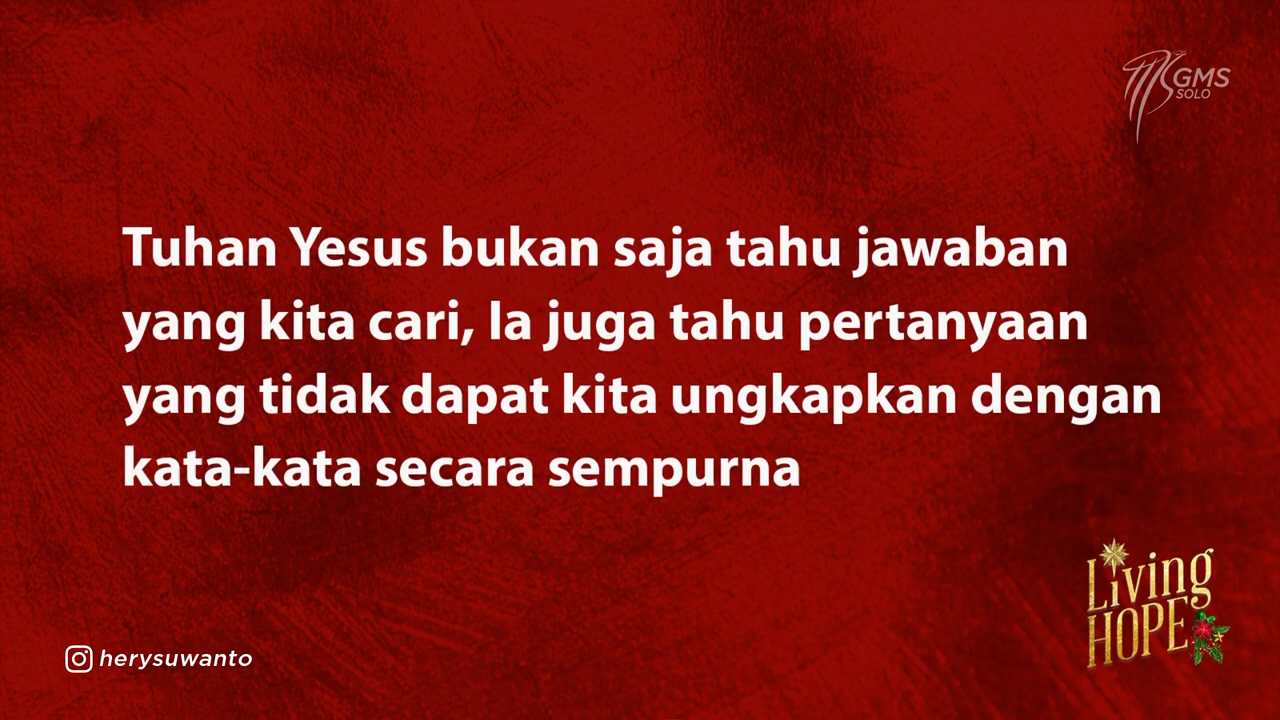 GMS
SOLO
Tuhan Yesus bukan saja tahu jawaban
yang kita cari, Ia juga tahu pertanyaan
yang tidak dapat kita ungkapkan dengan
kata-kata secara sempurna
Living
HOPE
herysuwanto